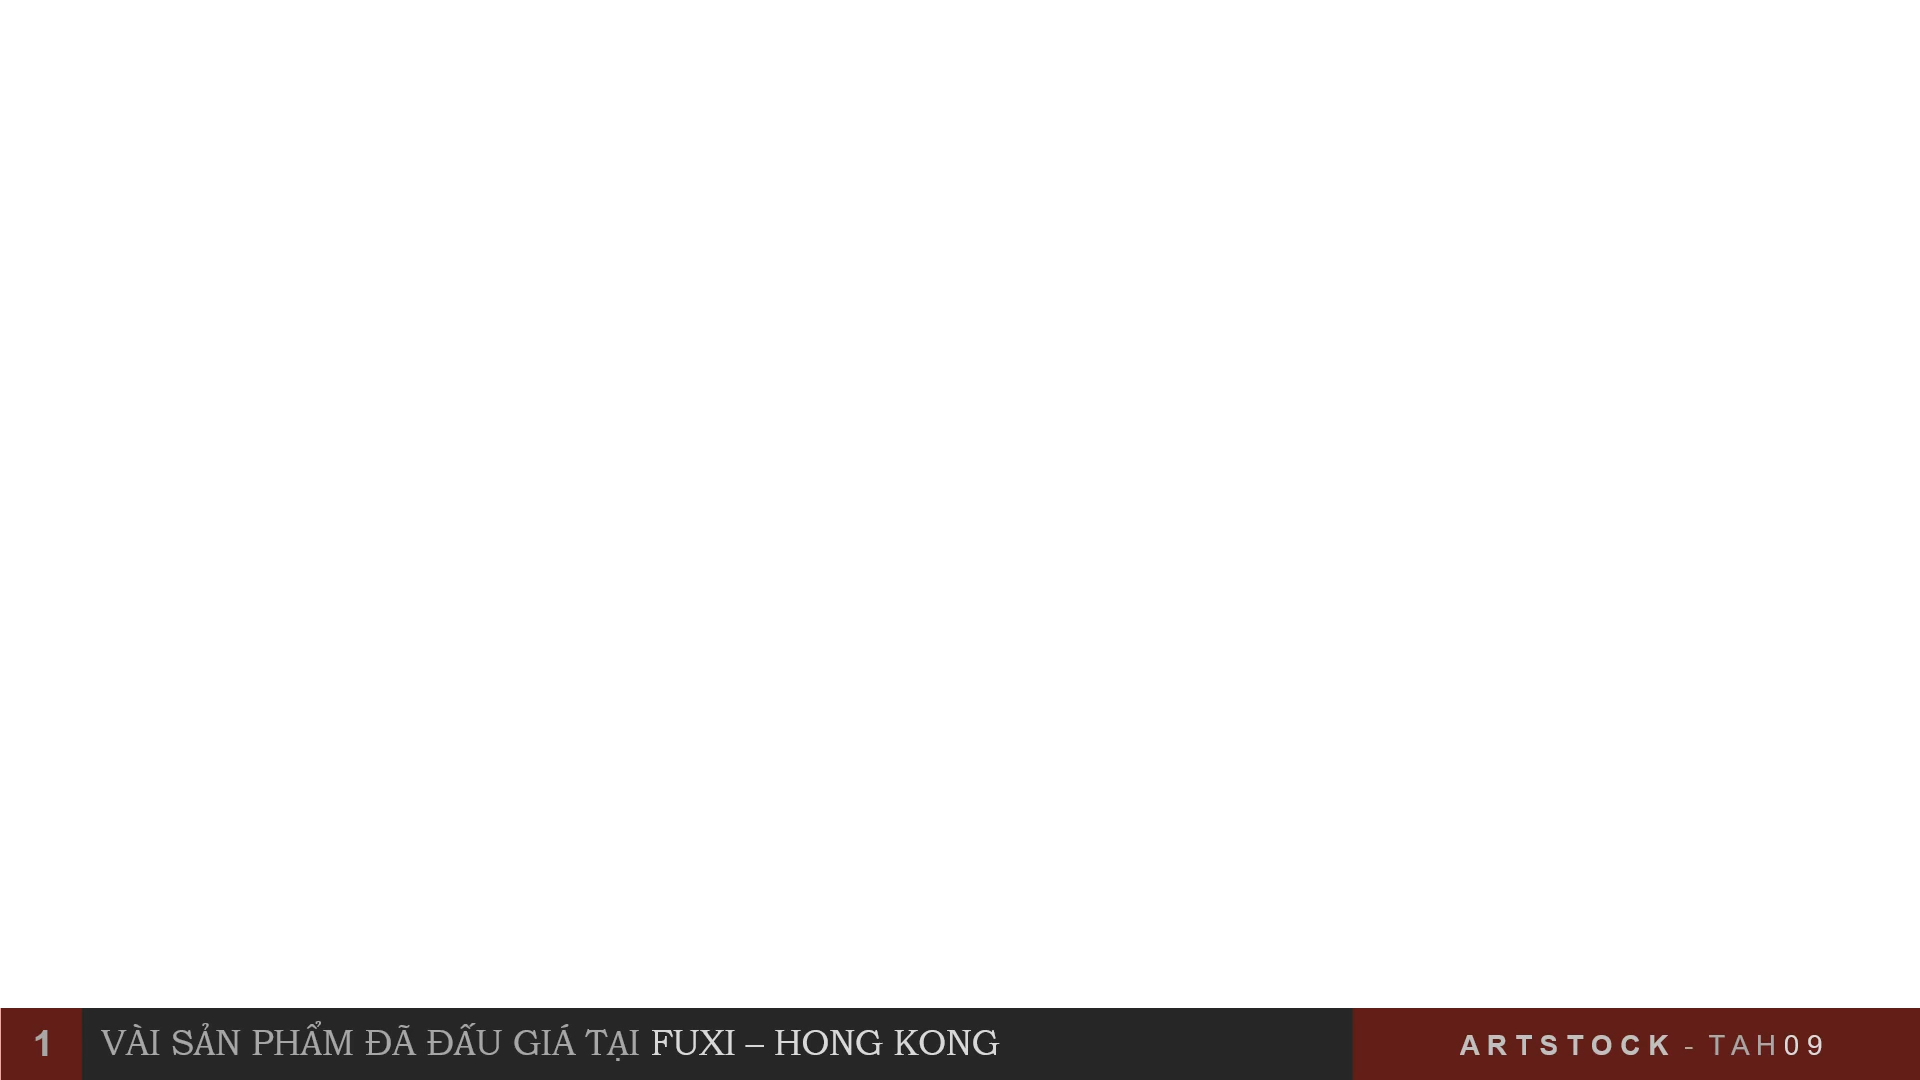 1 VÀI SẢN PHẨM ĐÃ ĐẤU GIÁ TẠI FUXI – HONG KONG ARTSTOCK - TAH09